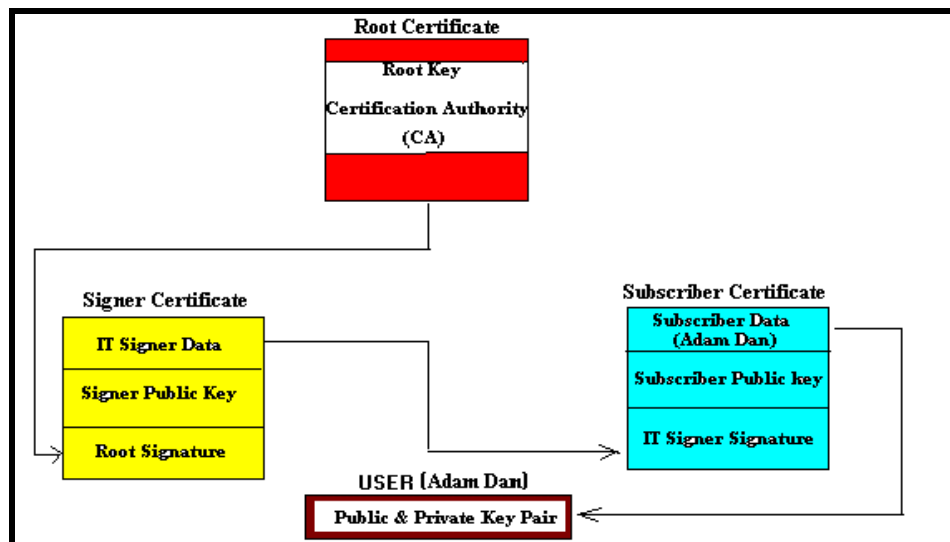 Root Certificate
Root Key
Certification Authority
(CA)
Signer Certificate
IT Signer Data
Signer Public Key
Root Signature
Subscriber Certificate
Subscriber Data
(Adam Dan)
Subscriber Public key
IT Signer Signature
USER (Adam Dan)
Public & Private Key Pair